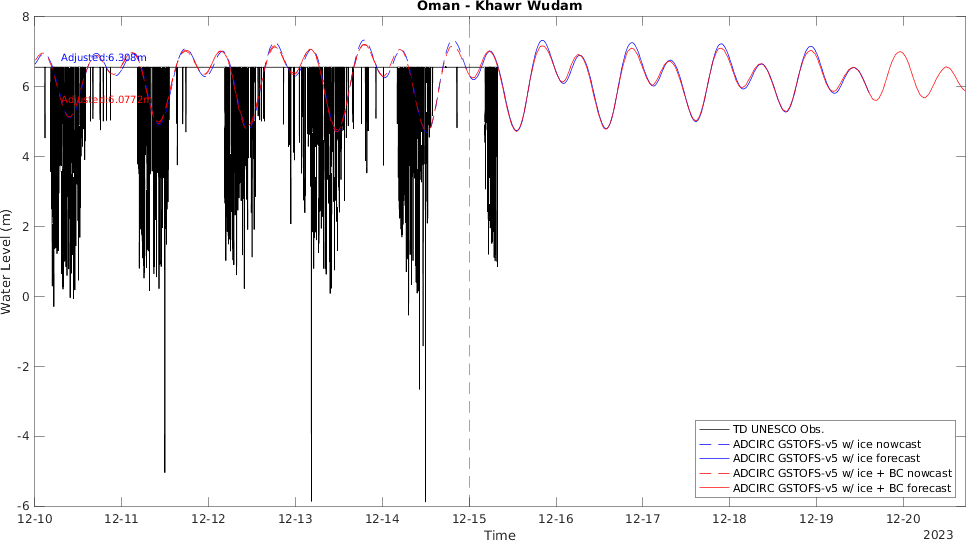 Oman - Khawr Wudam
Water Level (m)
8
6
4
2
0
-2
-4
-6
Adjusted:6.308m
Adjusted:6.0772m
TD UNESCO Obs.
ADCIRC GSTOFS-v5 w/ ice nowcast
ADCIRC GSTOFS-v5 w/ ice forecast
ADCIRC GSTOFS-v5 w/ ice + BC nowcast
ADCIRC GSTOFS-v5 w/ ice + BC forecast
12-10 12-11 12-12 12-13 12-14 12-15 12-16 12-17 12-18 12-19 12-20
Time
2023